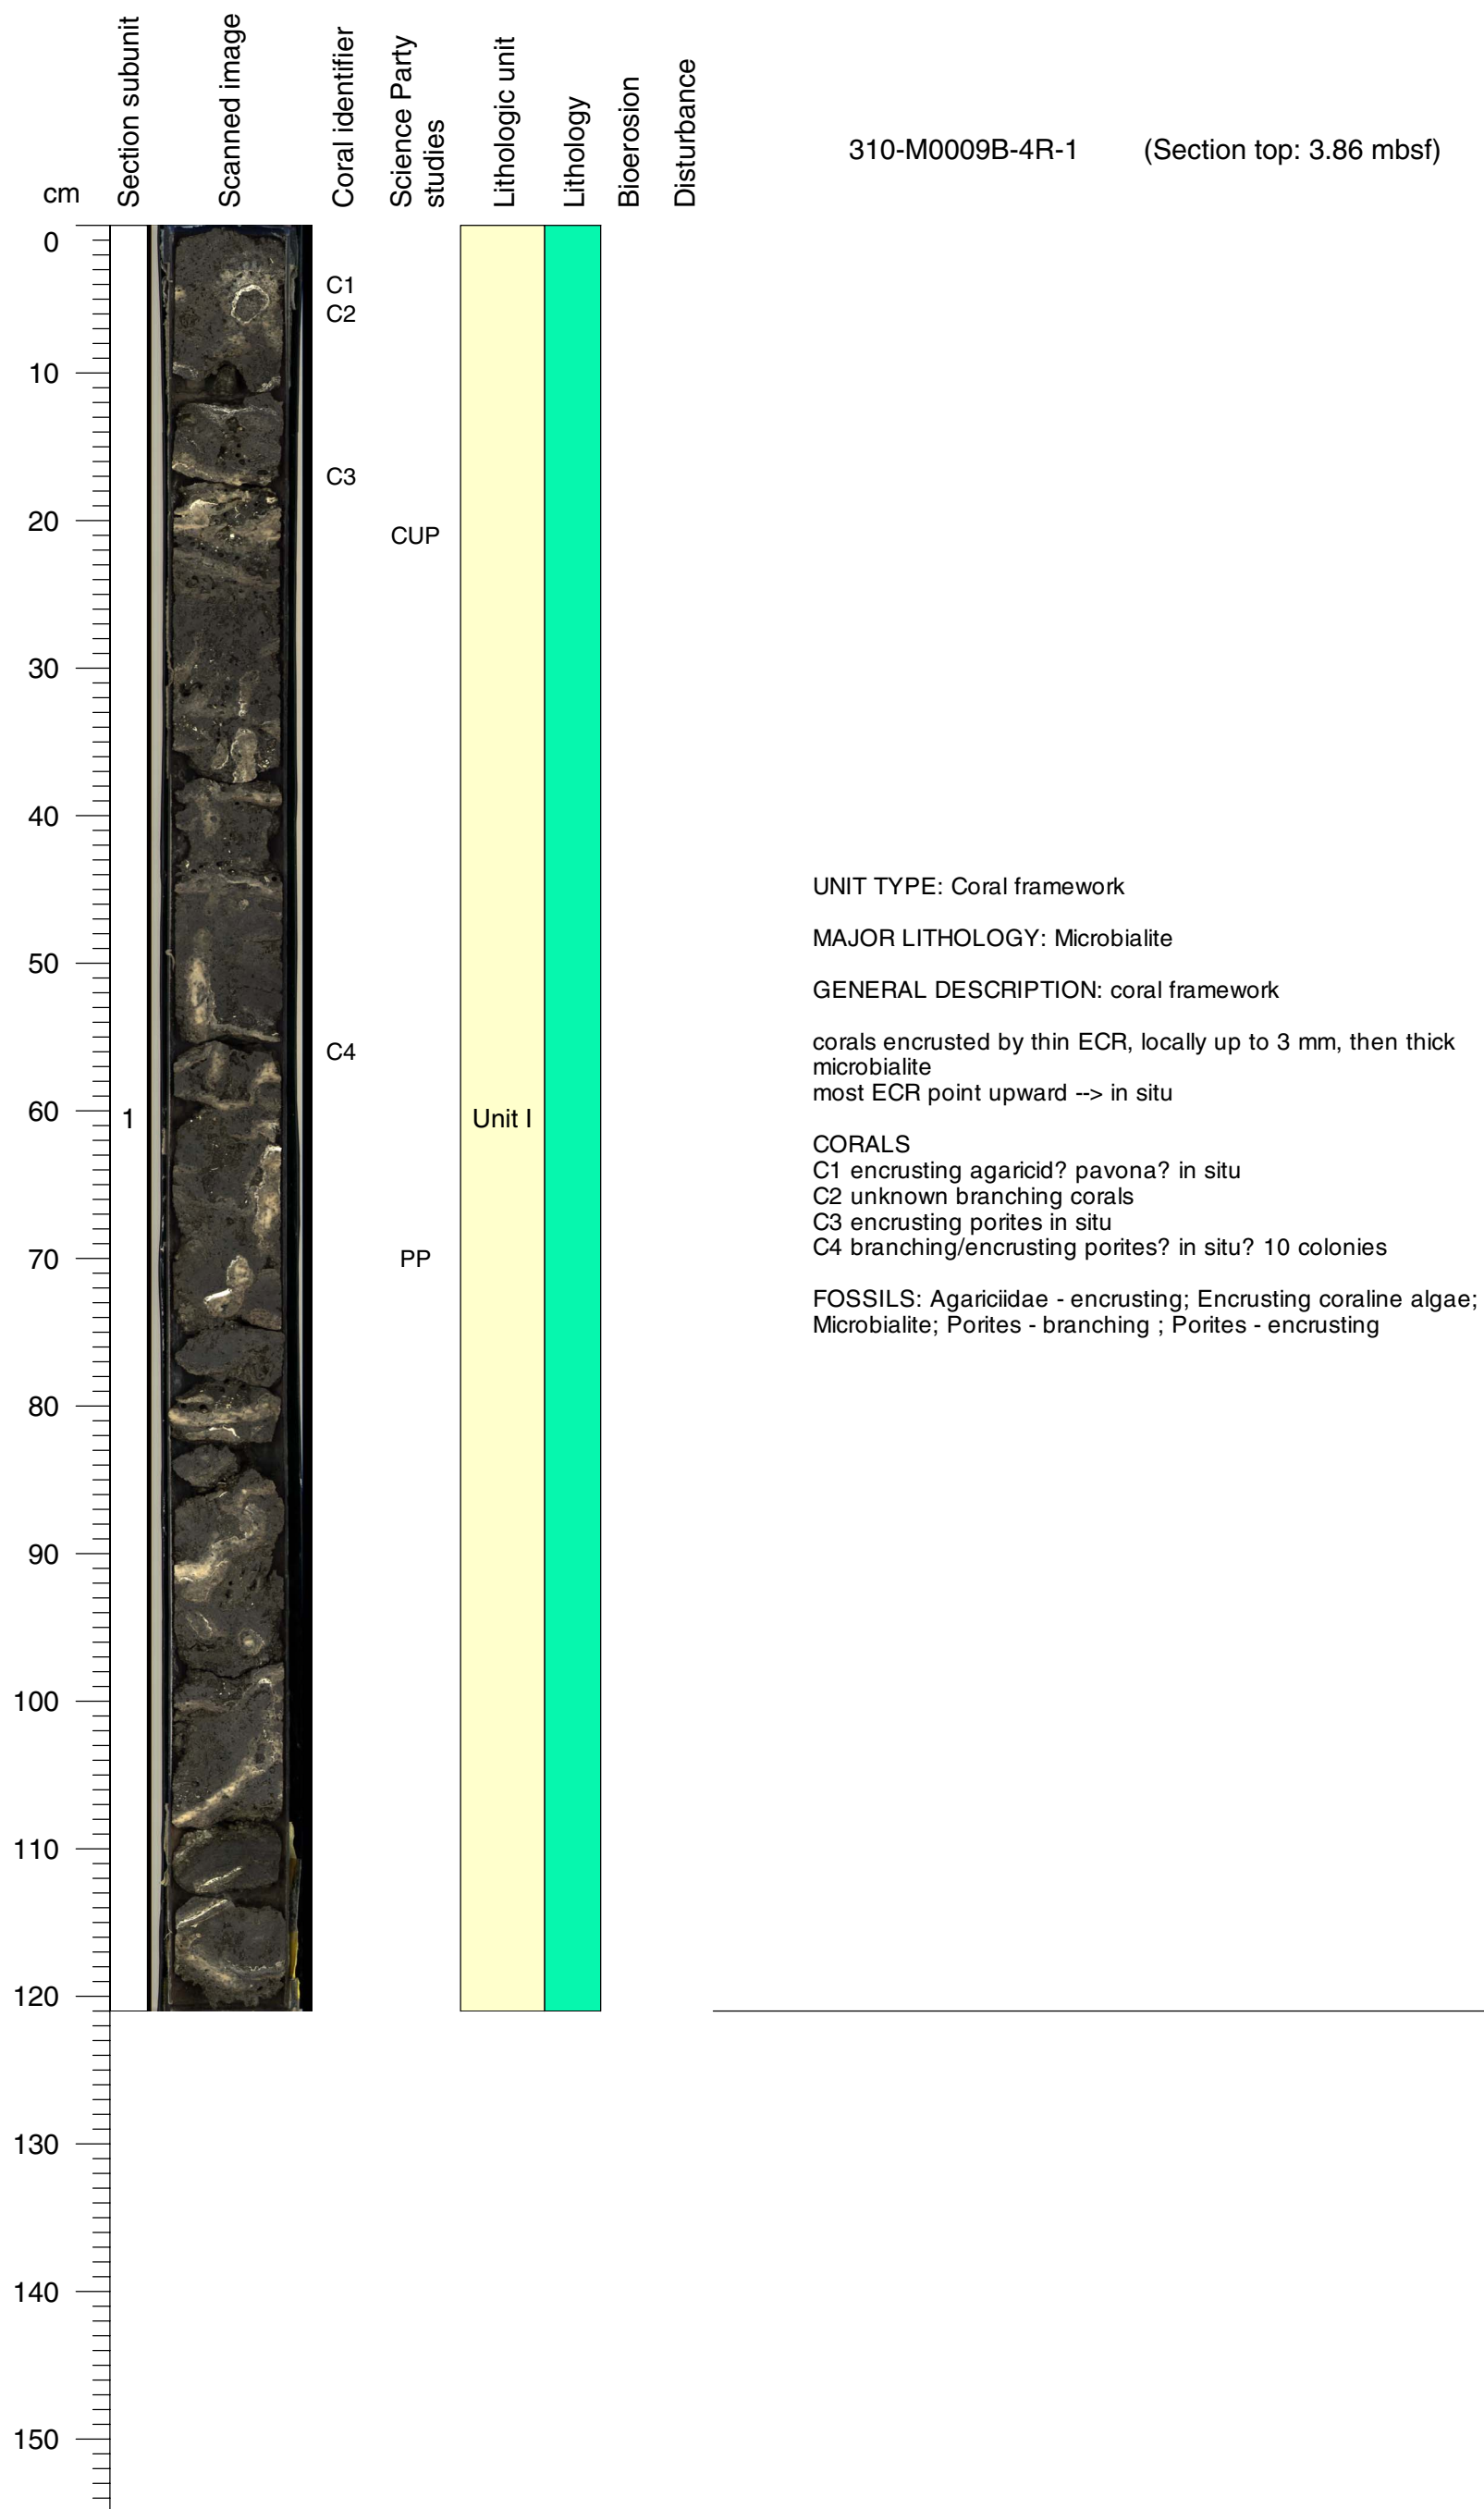 Section subunit
Scanned image
Coral identifier
Science Party
studies
Lithologic unit
Lithology
Bioerosion
Disturbance
310-M0009B-4R-1 (Section top: 3.86 mbsf)
cm
0
C1
C2
10
C3
20
CUP
30
40
UNIT TYPE: Coral framework
MAJOR LITHOLOGY: Microbialite
50
GENERAL DESCRIPTION: coral framework
corals encrusted by thin ECR, locally up to 3 mm, then thick
microbialite
most ECR point upward --> in situ
C4
60
1
Unit I
CORALS
C1 encrusting agaricid? pavona? in situ
C2 unknown branching corals
C3 encrusting porites in situ
C4 branching/encrusting porites? in situ? 10 colonies
70
PP
FOSSILS: Agariciidae - encrusting; Encrusting coraline algae;
Microbialite; Porites - branching ; Porites - encrusting
80
90
100
110
120
130
140
150